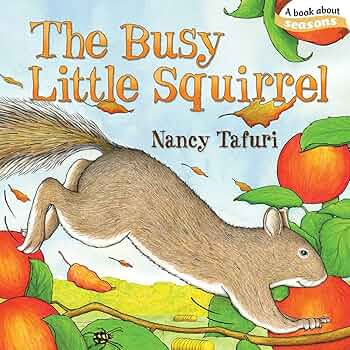 A book about
seasons
The Busy
Little Squirrel
Nancy Tafuri